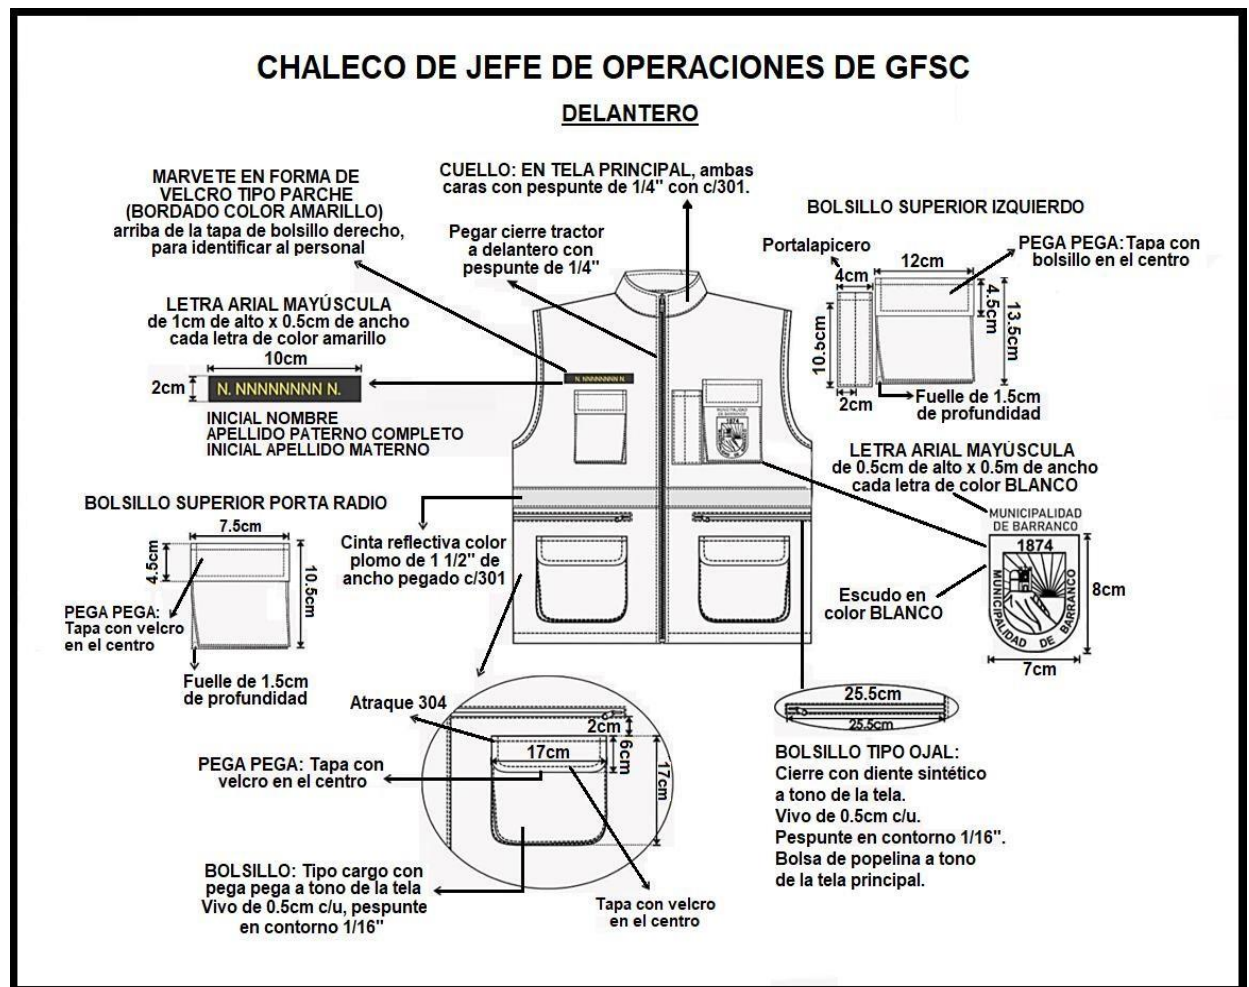 CHALECO DE JEFE DE OPERACIONES DE GFSC
DELANTERO
MARVETE EN FORMA DE
VELCRO TIPO PARCHE
(BORDADO COLOR AMARILLO)
arriba de la tapa de bolsillo derecho,
para identificar al personal
CUELLO: EN TELA PRINCIPAL, ambas
caras con pespunte de 1/4" con c/301.
Pegar cierre tractor
a delantero con
pespunte de 1/4"
BOLSILLO SUPERIOR IZQUIERDO
Portalapicero
4cm
12cm
PEGA PEGA: Tapa con
bolsillo en el centro
4.5cm
13.5cm
10.5cm
2cm
Fuelle de 1.5cm
de profundidad
LETRA ARIAL MAYÚSCULA
de 1cm de alto x 0.5cm de ancho
cada letra de color amarillo
10cm
2cm
N. NNNNNNNN N.
INICIAL NOMBRE
APELLIDO PATERNO COMPLETO
INICIAL APELLIDO MATERNO
N. NNNNNNNN N.
MUNICIPALIDAD
DE BARRANCO
1874
LETRA ARIAL MAYÚSCULA
de 0.5cm de alto x 0.5m de ancho
cada letra de color BLANCO
MUNICIPALIDAD
DE BARRANCO
1874
MUNICIPALIDAD DE BARRANCO
8cm
7cm
Escudo en
color BLANCO
BOLSILLO SUPERIOR PORTA RADIO
7.5cm
4.5cm
10.5cm
PEGA PEGA:
Tapa con velcro
en el centro
Fuelle de 1.5cm
de profundidad
Cinta reflectiva color
plomo de 1 1/2" de
ancho pegado c/301
Atraque 304
2cm
17cm
6cm
17cm
PEGA PEGA: Tapa con
velcro en el centro
BOLSILLO: Tipo cargo con
pega pega a tono de la tela
Vivo de 0.5cm c/u, pespunte
en contorno 1/16"
Tapa con velcro
en el centro
25.5cm
25.5cm
BOLSILLO TIPO OJAL:
Cierre con diente sintético
a tono de la tela.
Vivo de 0.5cm c/u.
Pespunte en contorno 1/16".
Bolsa de popelina a tono
de la tela principal.